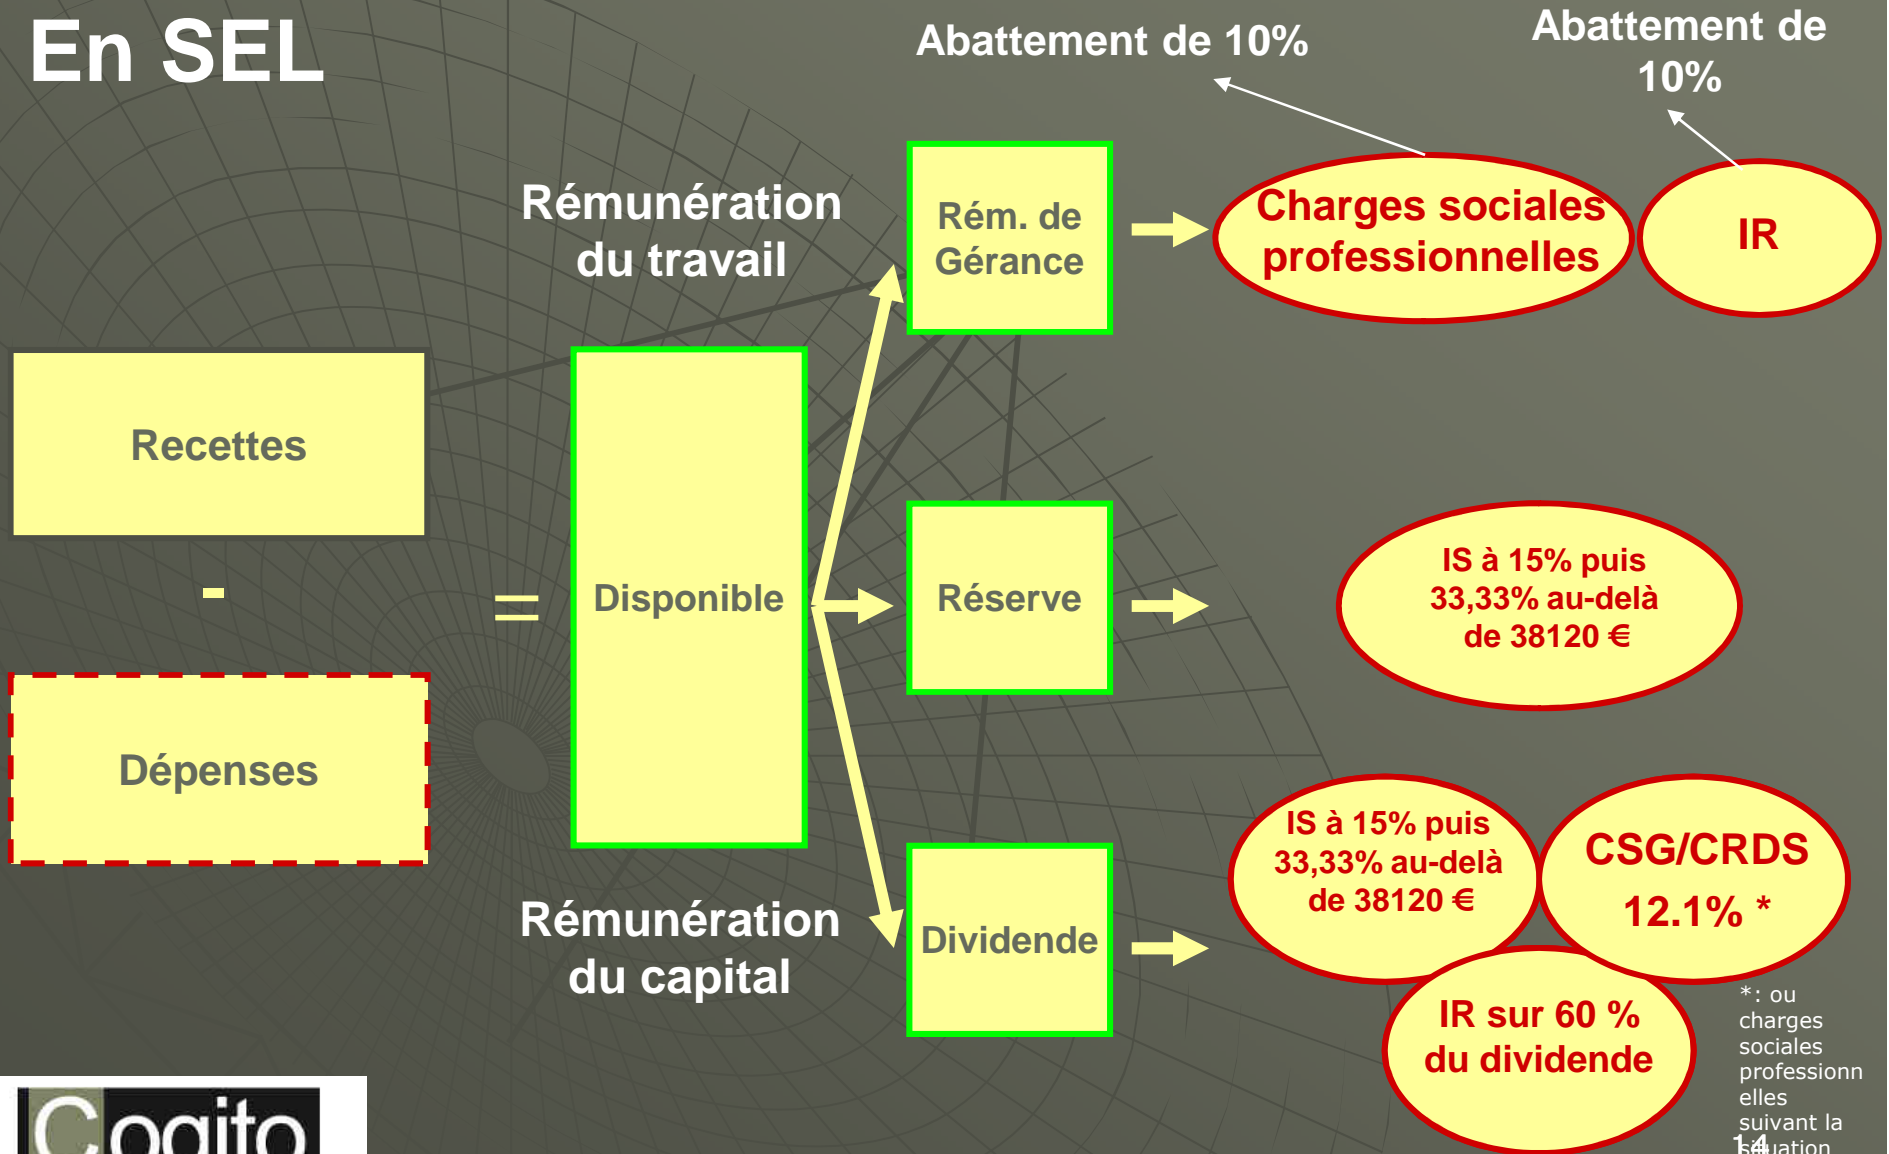 En SEL
Abattement de 10%
Abattement de
10%
Rémunération
du travail
Rém. de
Gérance
Charges sociales
professionnelles
IR
Recettes
-
=
Disponible
Réserve
IS à 15% puis
33,33% au-delà
de 38120 €
Dépenses
Rémunération
du capital
Dividende
IS à 15% puis
33,33% au-delà
de 38120 €
CSG/CRDS
12.1% *
IR sur 60 %
du dividende
*: ou
charges
sociales
professionn
elles
suivant la
situation
14
Cogito